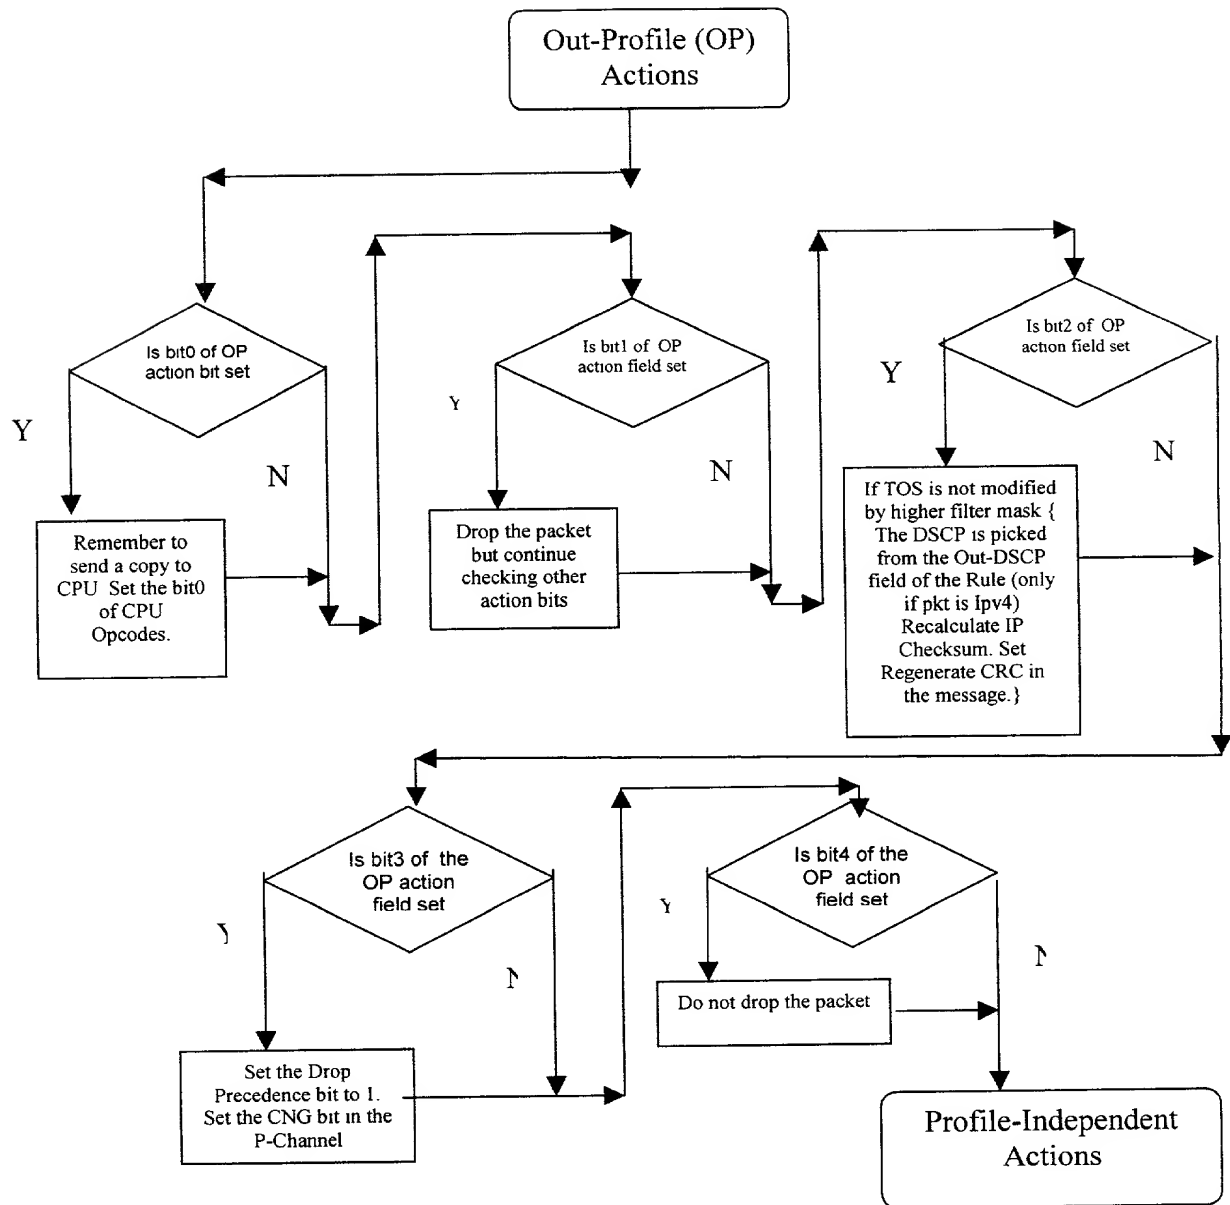 Out-Profile (OP)
Actions
Is bit0 of OP
action bit set
Is bit1 of OP
action field set
Is bit2 of OP
action field set
Y
N
Y
N
Y
N
Remember to
send a copy to
CPU Set the bit0
of CPU
Opcodes.
Drop the packet
but continue
checking other
action bits
If TOS is not modified
by higher filter mask {
The DSCP is picked
from the Out-DSCP
field of the Rule (only
if pkt is Ipv4)
Recalculate IP
Checksum. Set
Regenerate CRC in
the message.}
Is bit3 of the
OP action
field set
Is bit4 of the
OP action
field set
Y
N
Y
N
Set the Drop
Precedence bit to 1.
Set the CNG bit in the
P-Channel
Do not drop the packet
Profile-Independent
Actions